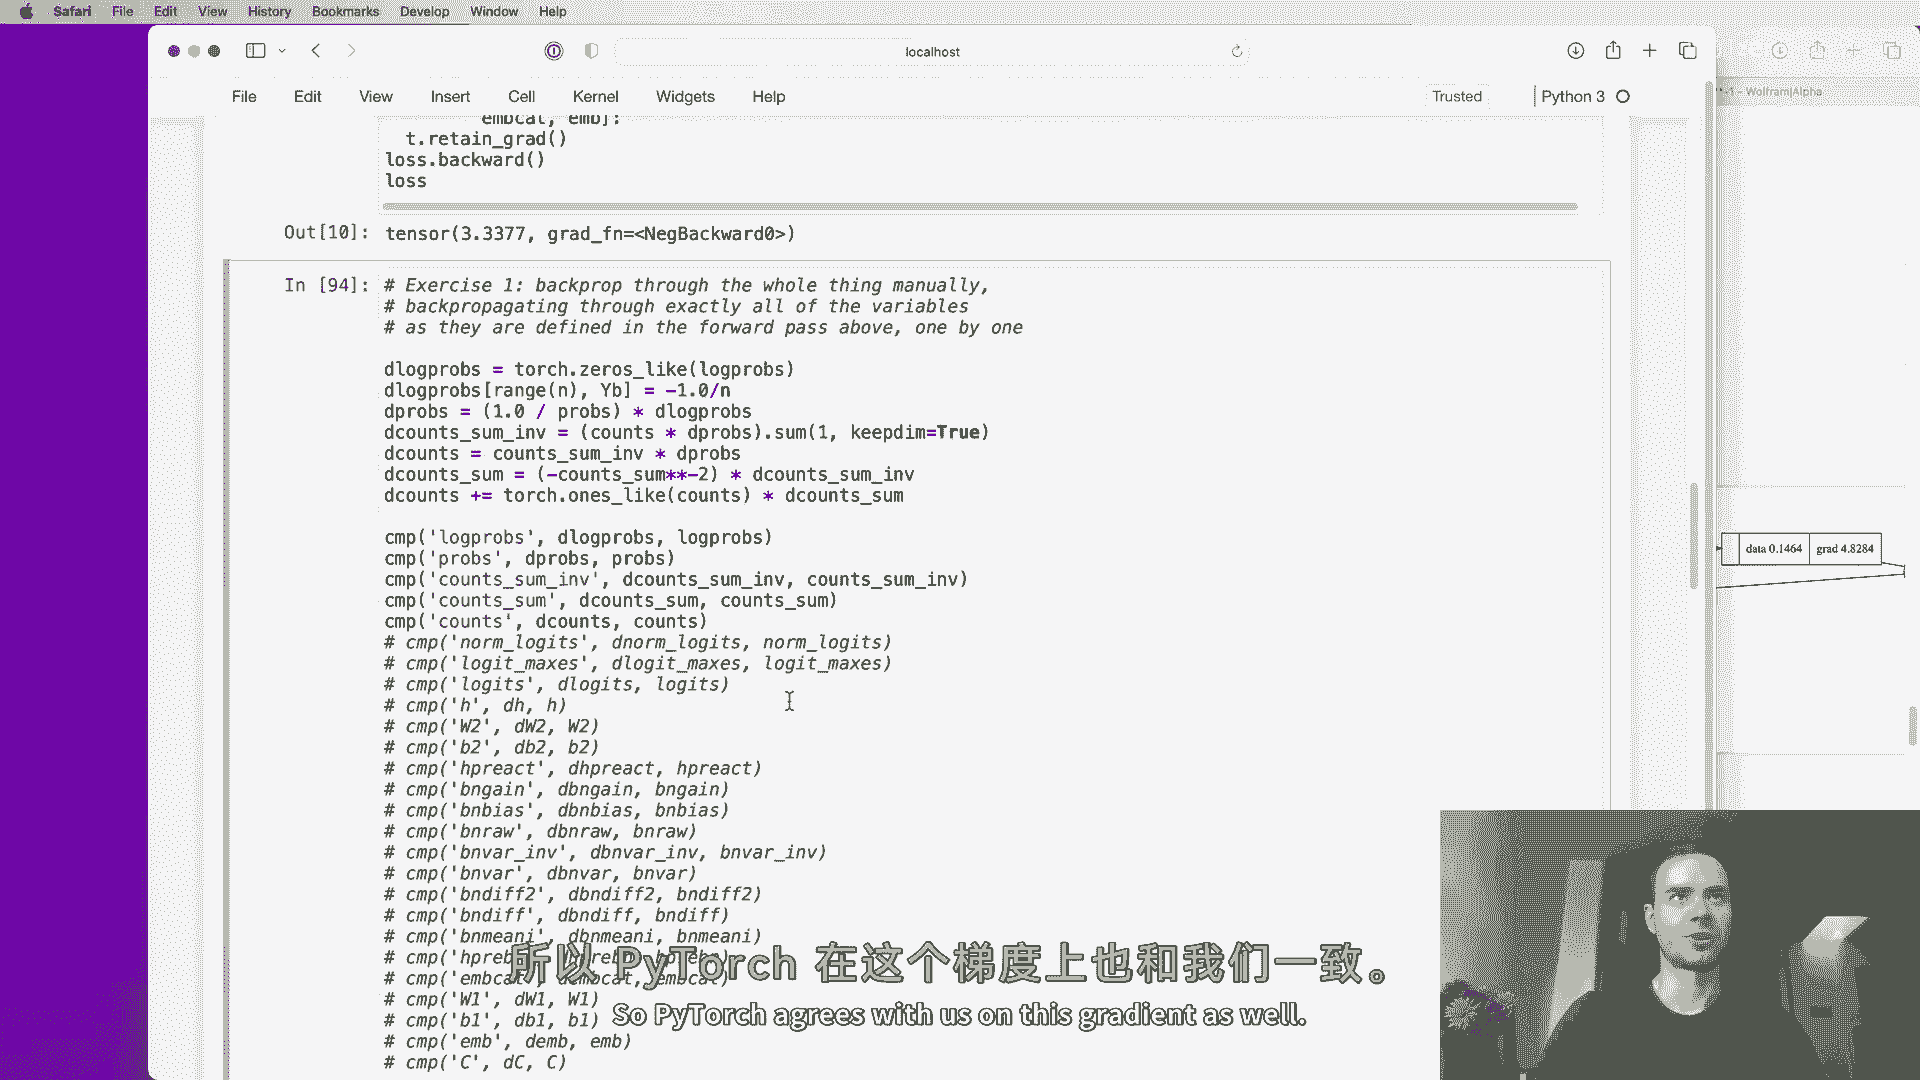 Safari File Edit View History Bookmarks Develop Window Help
localhost
-1 - Wolfram|Alpha
File Edit View Insert Cell Kernel Widgets Help Trusted Python 3
embcat, emb]:
t.retain_grad()
loss.backward()
loss
Out[10]: tensor(3.3377, grad_fn=<NegBackward0>)
In [94]: # Exercise 1: backprop through the whole thing manually,
# backpropagating through exactly all of the variables
# as they are defined in the forward pass above, one by one
dlogprobs = torch.zeros_like(logprobs)
dlogprobs[range(n), Yb] = -1.0/n
dprobs = (1.0 / probs) * dlogprobs
dcounts_sum_inv = (counts * dprobs).sum(1, keepdim=True)
dcounts = counts_sum_inv * dprobs
dcounts_sum = (-counts_sum**-2) * dcounts_sum_inv
dcounts += torch.ones_like(counts) * dcounts_sum
cmp('logprobs', dlogprobs, logprobs)
cmp('probs', dprobs, probs)
cmp('counts_sum_inv', dcounts_sum_inv, counts_sum_inv)
cmp('counts_sum', dcounts_sum, counts_sum)
cmp('counts', dcounts, counts)
# cmp('norm_logits', dnorm_logits, norm_logits)
# cmp('logit_maxes', dlogit_maxes, logit_maxes)
# cmp('logits', dlogits, logits)
# cmp('h', dh, h)
# cmp('W2', dW2, W2)
# cmp('b2', db2, b2)
# cmp('hpreact', dhpreact, hpreact)
# cmp('bngain', dbngain, bngain)
# cmp('bnbias', dbnbias, bnbias)
# cmp('bnraw', dbnraw, bnraw)
# cmp('bnvar_inv', dbnvar_inv, bnvar_inv)
# cmp('bnvar', dbnvar, bnvar)
# cmp('bndiff2', dbndiff2, bndiff2)
# cmp('bndiff', dbndiff, bndiff)
# cmp('bnmeani', dbnmeani, bnmeani)
# cmp('embcat', dembcat, embcat)
# cmp('W1', dW1, W1)
# cmp('b1', db1, b1)
# cmp('emb', demb, emb)
# cmp('C', dC, C)
data 0.1464 grad 4.8284
所以 PyTorch 在这个梯度上也和我们一致。
So PyTorch agrees with us on this gradient as well.